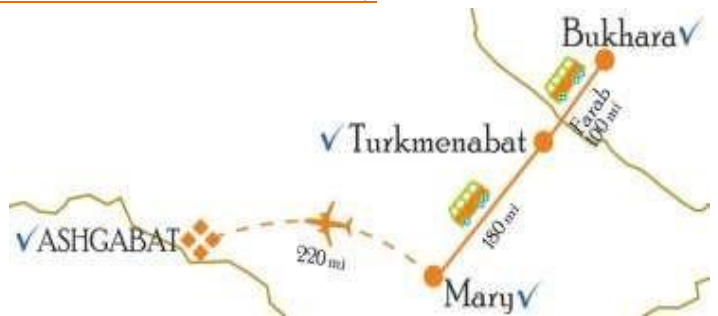 Bukhara
Farab
100 mi
Turkmenabat
180 mi
ASHGABAT
220 mi
Mary